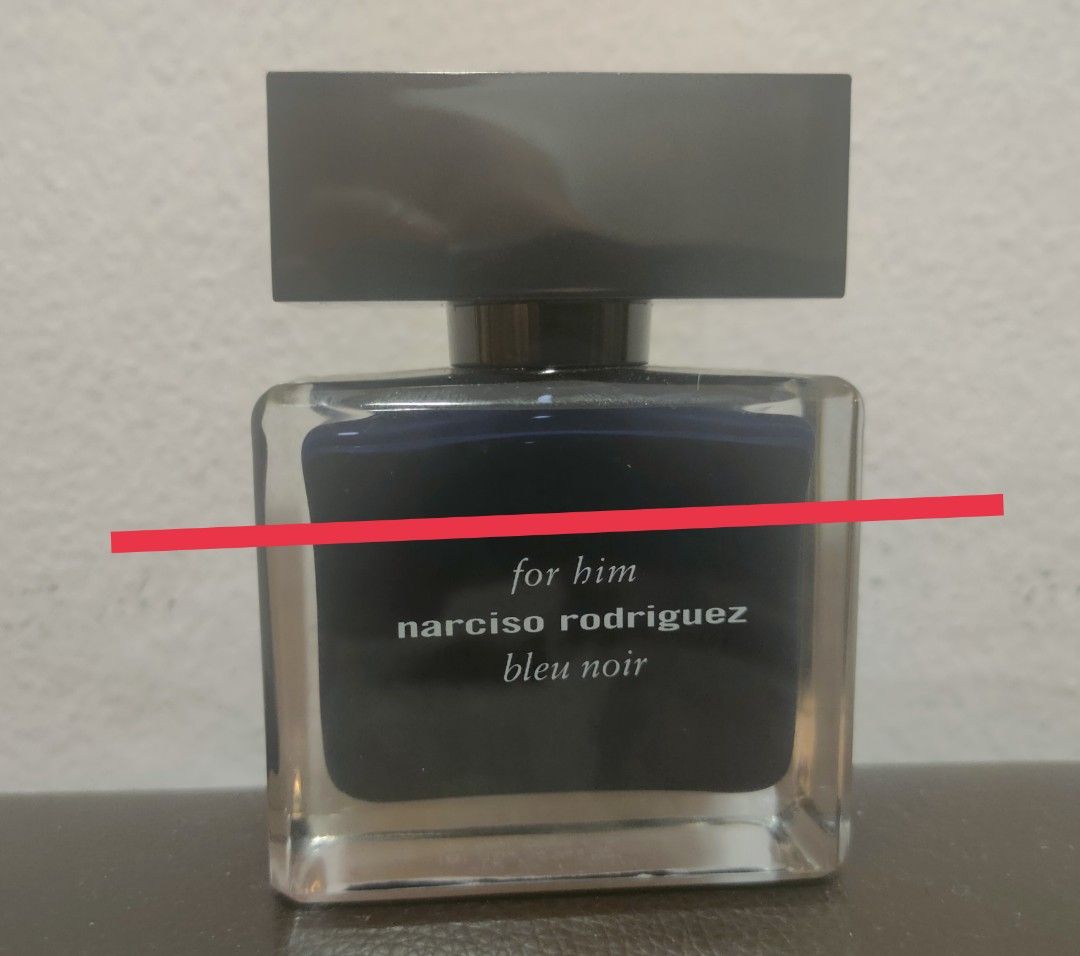 for him
narciso rodriguez
bleu noir